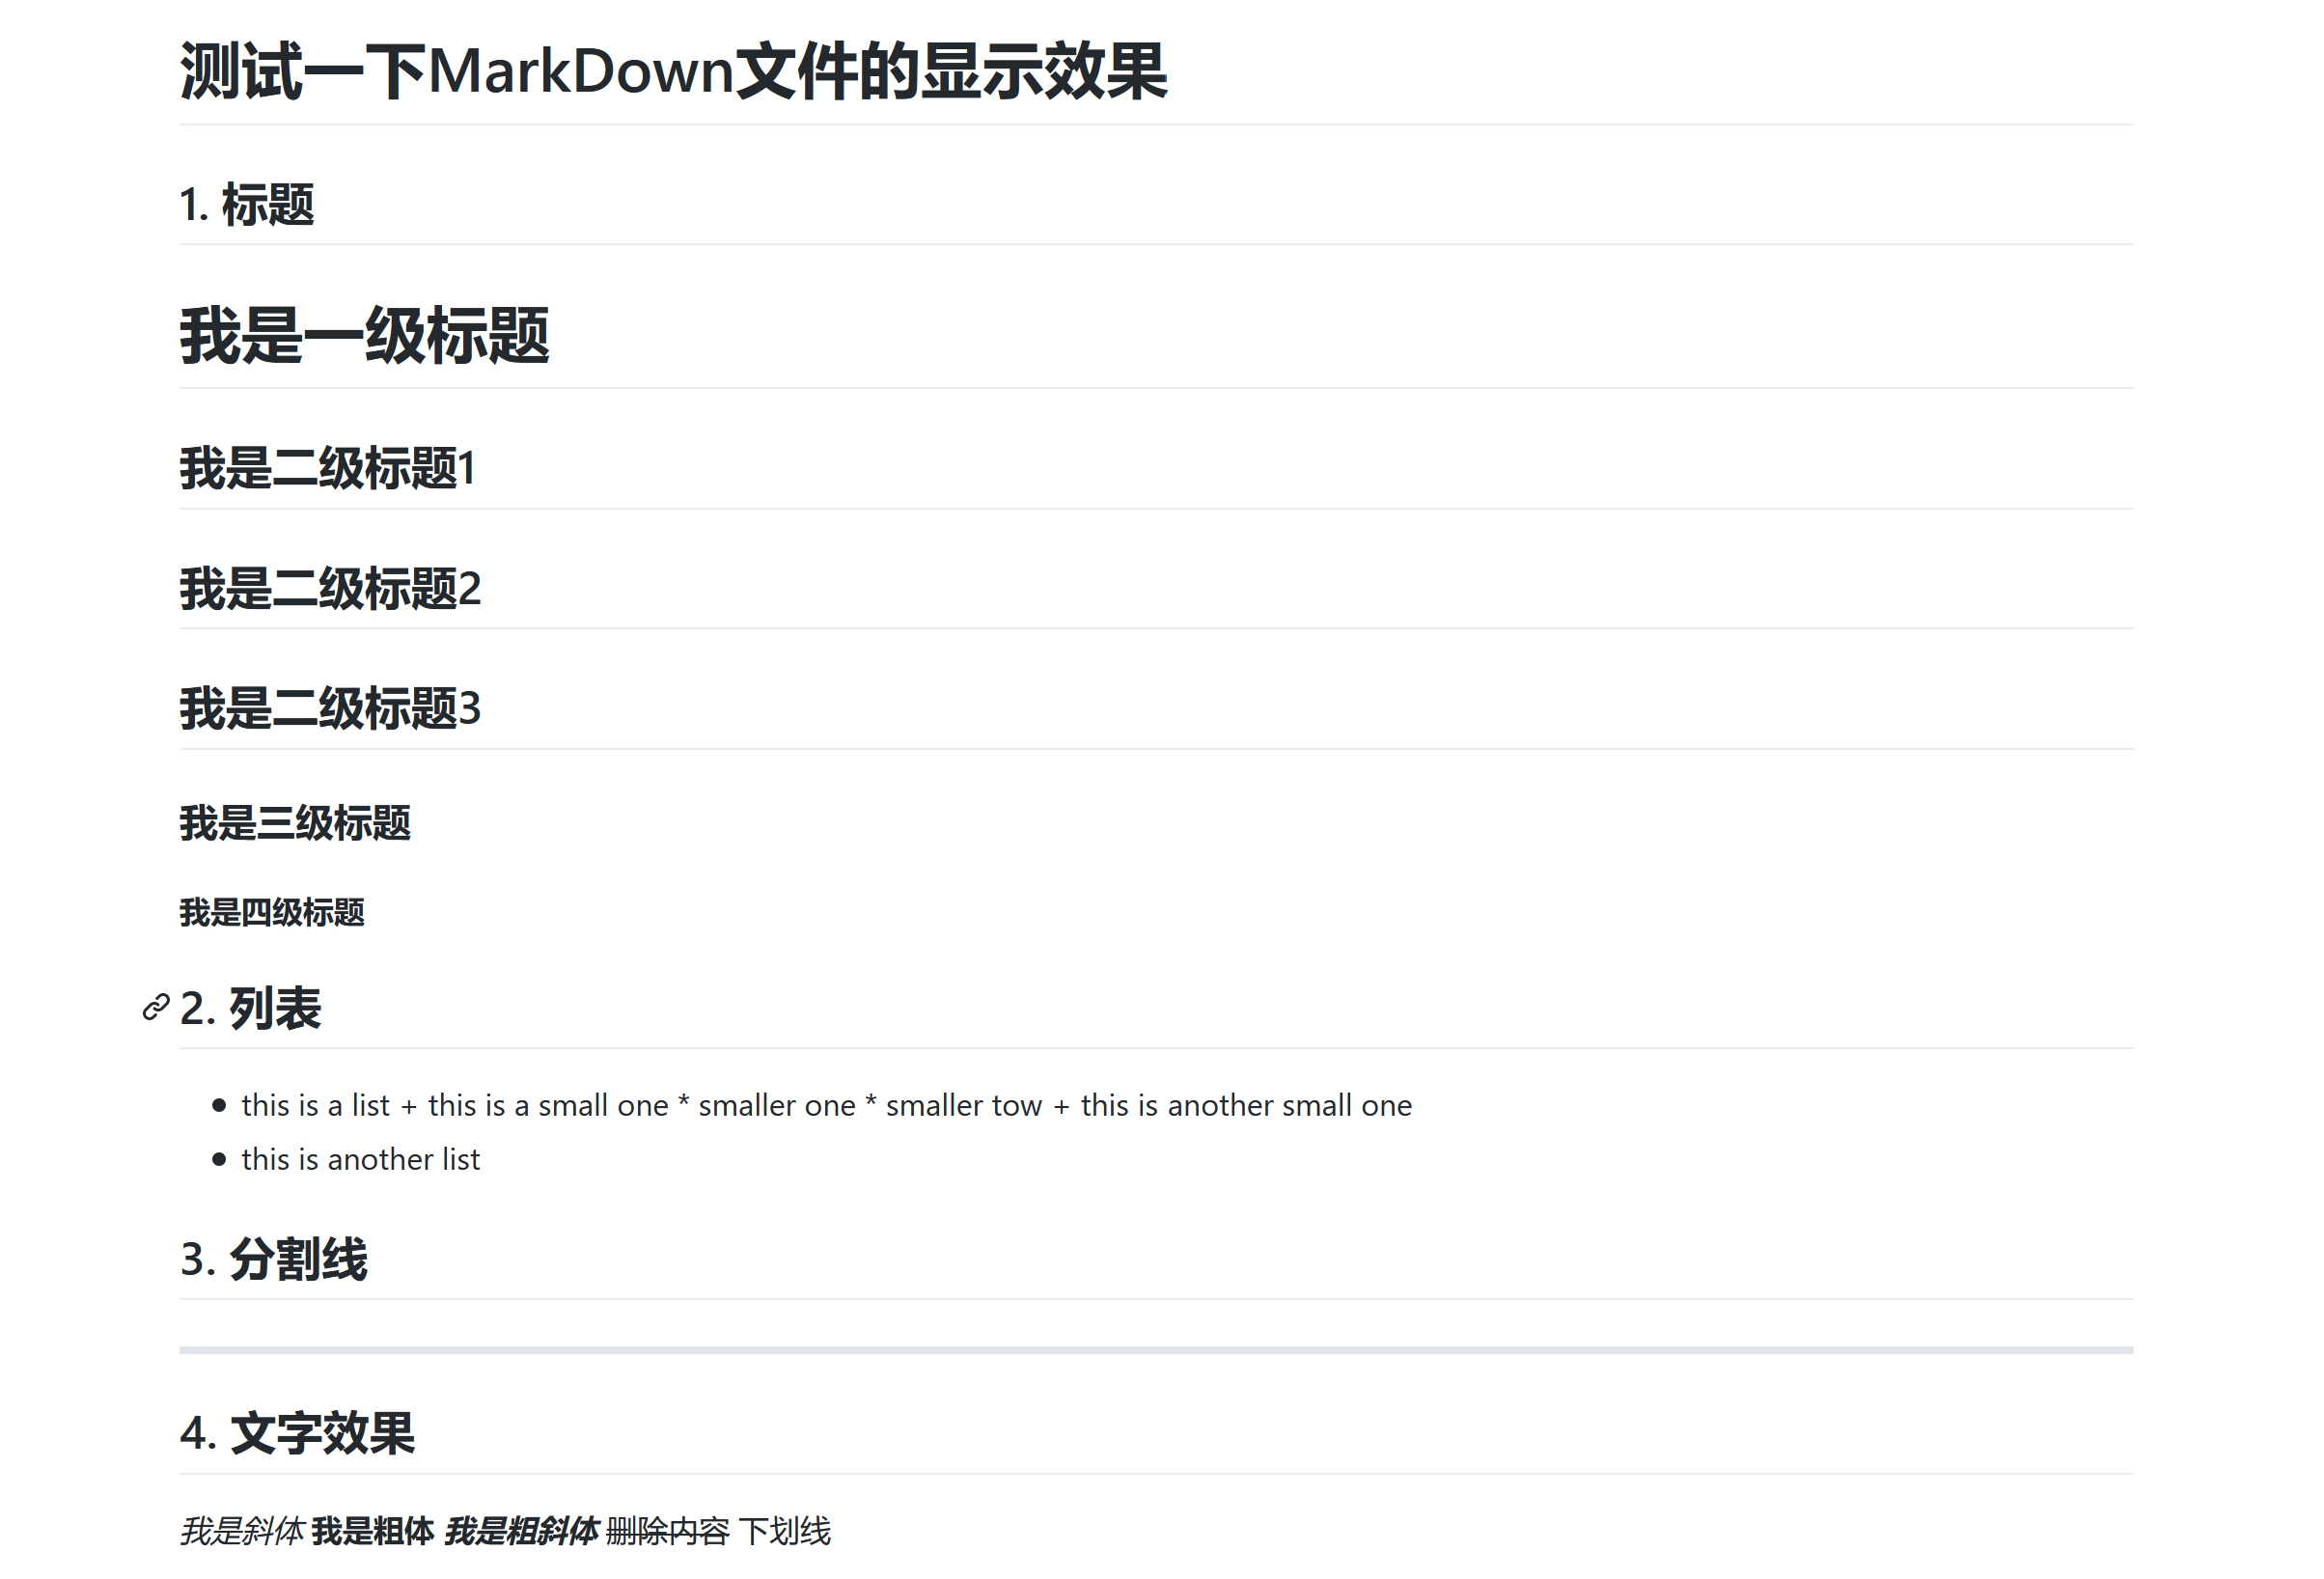 测试一下MarkDown文件的显示效果
1. 标题
我是一级标题
我是二级标题1
我是二级标题2
我是二级标题3
我是三级标题
我是四级标题
2. 列表
this is a list + this is a small one * smaller one * smaller tow + this is another small one
this is another list
3. 分割线
4. 文字效果
我是斜体 我是粗体 我是粗斜体 删除内容 下划线